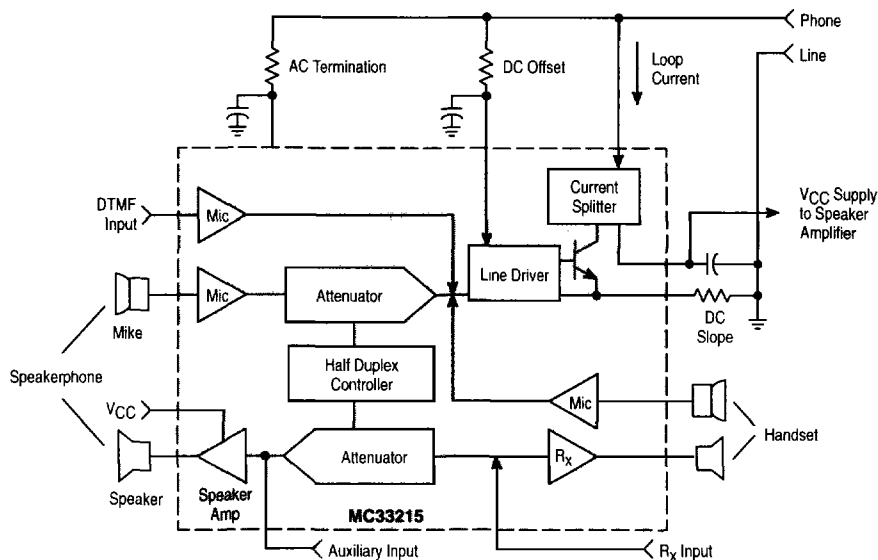 Phone
AC Termination
DC Offset
Loop
Current
Line
Current
Splitter
VCC Supply
to Speaker
Amplifier
DTMF
Input
Mic
Line Driver
Mic
Attenuator
DC
Slope
Mike
Half Duplex
Controller
Speakerphone
Mic
VCC
Handset
Attenuator
RX
Speaker
Speaker
Amp
MC33215
Auxiliary Input
RX Input